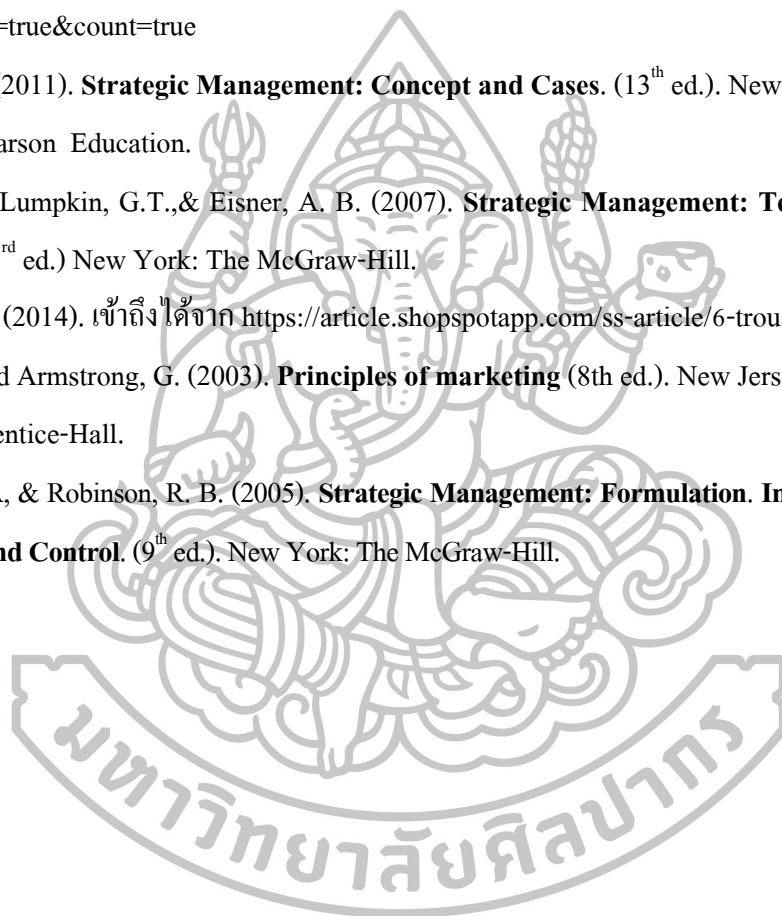 =true&count=true
(2011). Strategic Management: Concept and Cases. (13th ed.). New
arson Education.
Lumpkin, G.T.,& Eisner, A. B. (2007). Strategic Management: Te
rd ed.) New York: The McGraw-Hill.
(2014). เข้าถึงได้จาก https://article.shopspotapp.com/ss-article/6-trou
d Armstrong, G. (2003). Principles of marketing (8th ed.). New Jers
entice-Hall.
, & Robinson, R. B. (2005). Strategic Management: Formulation. In
nd Control. (9th ed.). New York: The McGraw-Hill.
มหาวิทยาลัยศิลปากร